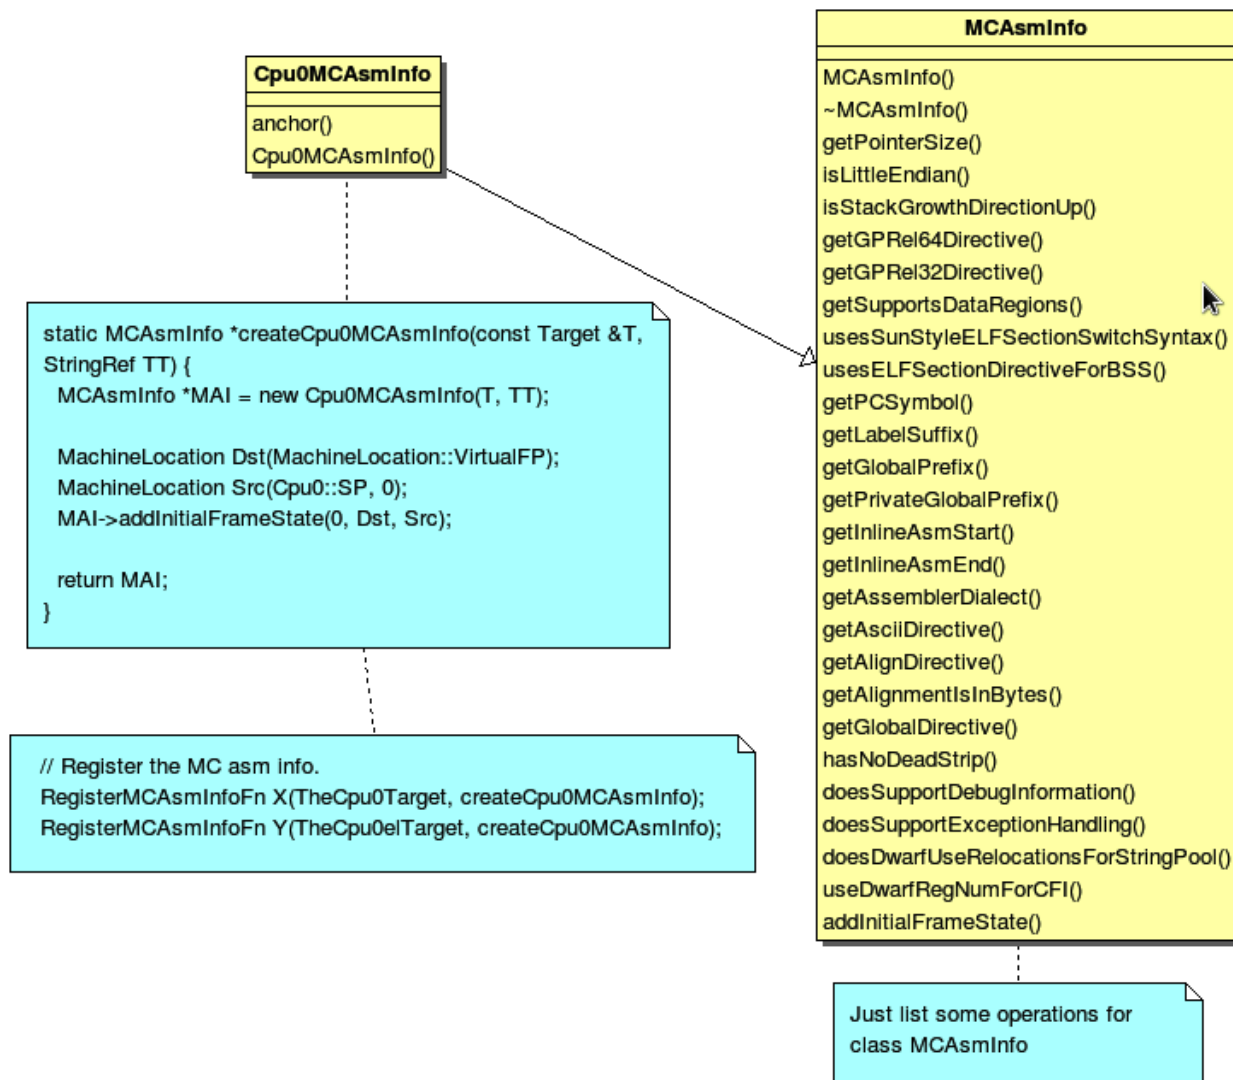 Cpu0MCAsmInfo
anchor()
Cpu0MCAsmInfo()
static MCAsmInfo *createCpu0MCAsmInfo(const Target &T,
StringRef TT) {
MCAsmInfo *MAI = new Cpu0MCAsmInfo(T, TT);
MachineLocation Dst(MachineLocation::VirtualFP);
MachineLocation Src(Cpu0::SP, 0);
MAI->addInitialFrameState(0, Dst, Src);
return MAI;
}
// Register the MC asm info.
RegisterMCAsmInfoFn X(TheCpu0Target, createCpu0MCAsmInfo);
RegisterMCAsmInfoFn Y(TheCpu0elTarget, createCpu0MCAsmInfo);
MCAsmInfo
MCAsmInfo()
~MCAsmInfo()
getPointerSize()
isLittleEndian()
isStackGrowthDirectionUp()
getGPRel64Directive()
getGPRel32Directive()
getSupportsDataRegions()
usesSunStyleELFSectionSwitchSyntax()
usesELFSectionDirectiveForBSS()
getPCSymbol()
getLabelSuffix()
getGlobalPrefix()
getPrivateGlobalPrefix()
getInlineAsmStart()
getInlineAsmEnd()
getAssemblerDialect()
getAsciiDirective()
getAlignDirective()
getAlignmentIsInBytes()
getGlobalDirective()
hasNoDeadStrip()
doesSupportDebugInformation()
doesSupportExceptionHandling()
doesDwarfUseRelocationsForStringPool()
useDwarfRegNumForCFI()
addInitialFrameState()
Just list some operations for
class MCAsmInfo